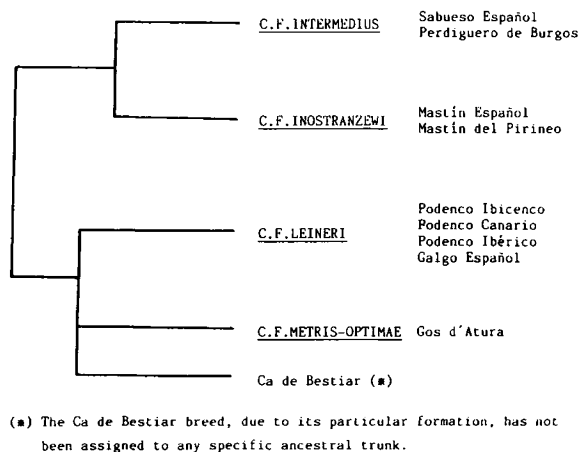 C.F.INTERMEDIUS
Sabueso Español
Perdiguero de Burgos
C.F.INOSTRANZEWI
Mastín Español
Mastín del Pirineo
C.F.LEINERI
Podenco Ibicenco
Podenco Canario
Podenco Ibérico
Galgo Español
C.F.METRIS-OPTIMAE Gos d'Atura
Ca de Bestiar (*)
(*) The Ca de Bestiar breed, due to its particular formation, has not
been assigned to any specific ancestral trunk.